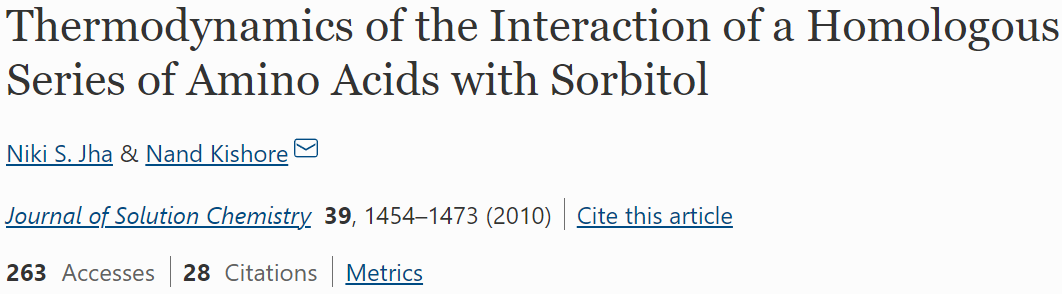 Thermodynamics of the Interaction of a Homologous
Series of Amino Acids with Sorbitol
Niki S. Jha & Nand Kishore
Journal of Solution Chemistry 39, 1454–1473 (2010) Cite this article
263 Accesses 28 Citations Metrics